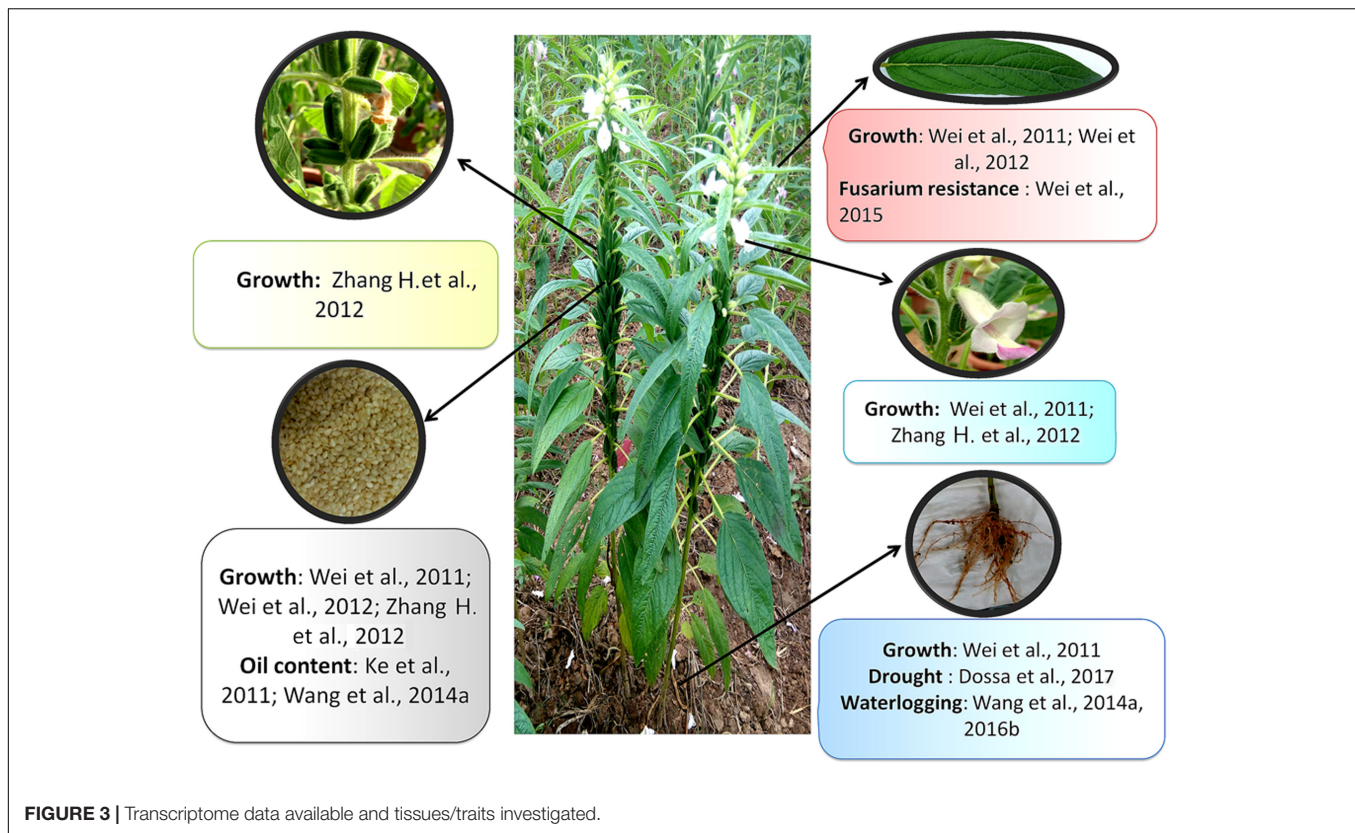 Growth: Zhang H.et al.,
2012
Growth: Wei et al., 2011;
Wei et al., 2012; Zhang H.
et al., 2012
Oil content: Ke et al.,
2011; Wang et al., 2014a
Growth: Wei et al., 2011; Wei et
al., 2012
Fusarium resistance : Wei et al.,
2015
Growth: Wei et al., 2011;
Zhang H. et al., 2012
Growth: Wei et al., 2011
Drought : Dossa et al., 2017
Waterlogging: Wang et al., 2014a,
2016b
FIGURE 3 | Transcriptome data available and tissues/traits investigated.